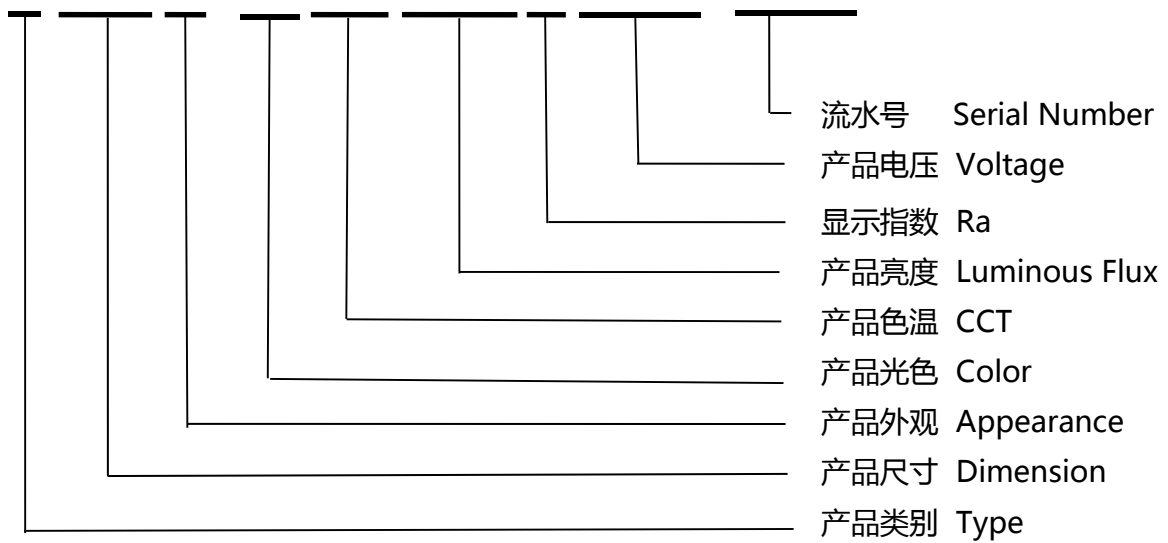 流水号 Serial Number
产品电压 Voltage
显示指数 Ra
产品亮度 Luminous Flux
产品色温 CCT
产品光色 Color
产品外观 Appearance
产品尺寸 Dimension
产品类别 Type